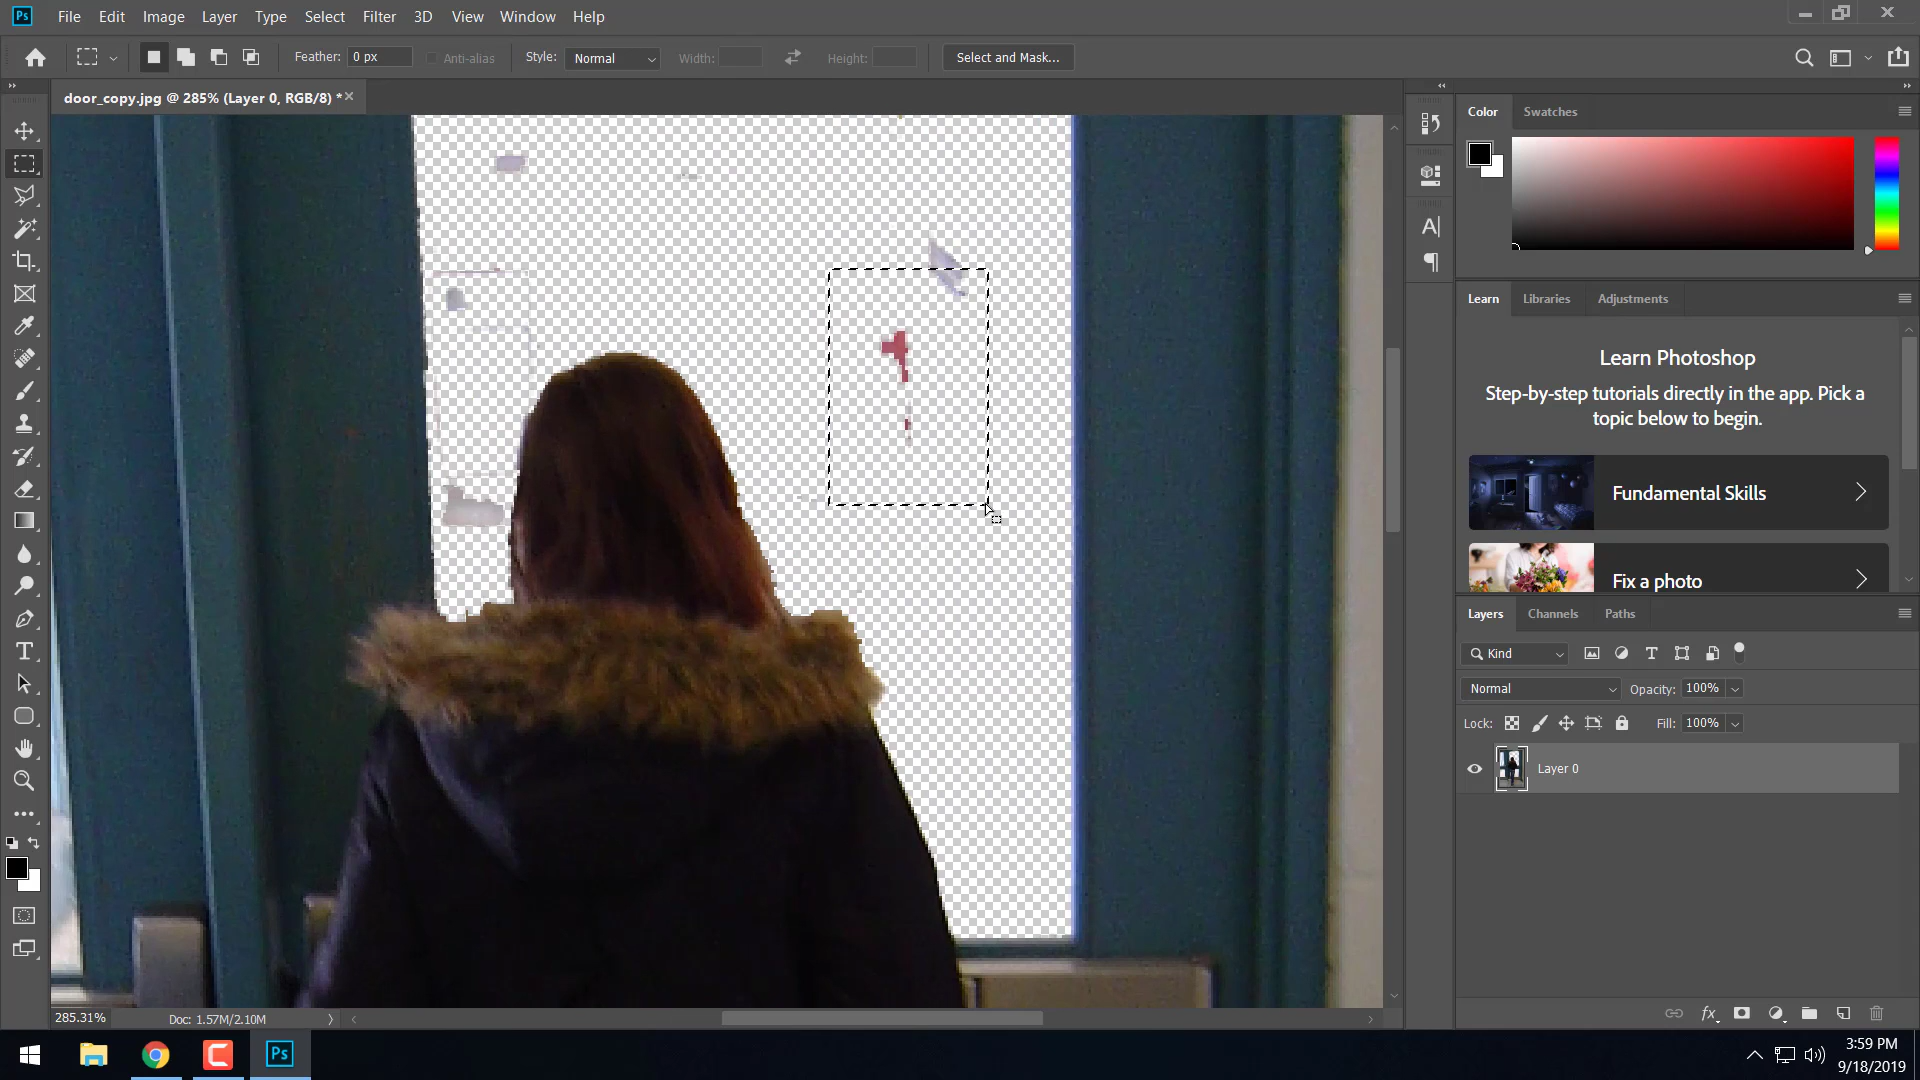 Ps File Edit Image Layer Type Select Filter 3D View Window Help
Feather: 0 px Anti-alias Style: Normal Width: Height: Select and Mask...
door_copy.jpg @ 285% (Layer 0, RGB/8) *
Color Swatches
Learn Libraries Adjustments
Learn Photoshop
Step-by-step tutorials directly in the app. Pick a
topic below to begin.
Fundamental Skills
Fix a photo
Layers Channels Paths
Kind
Normal Opacity: 100%
Lock: Fill: 100%
Layer 0
285.31% Doc: 1.57M/2.10M
Ps
3:59 PM
9/18/2019